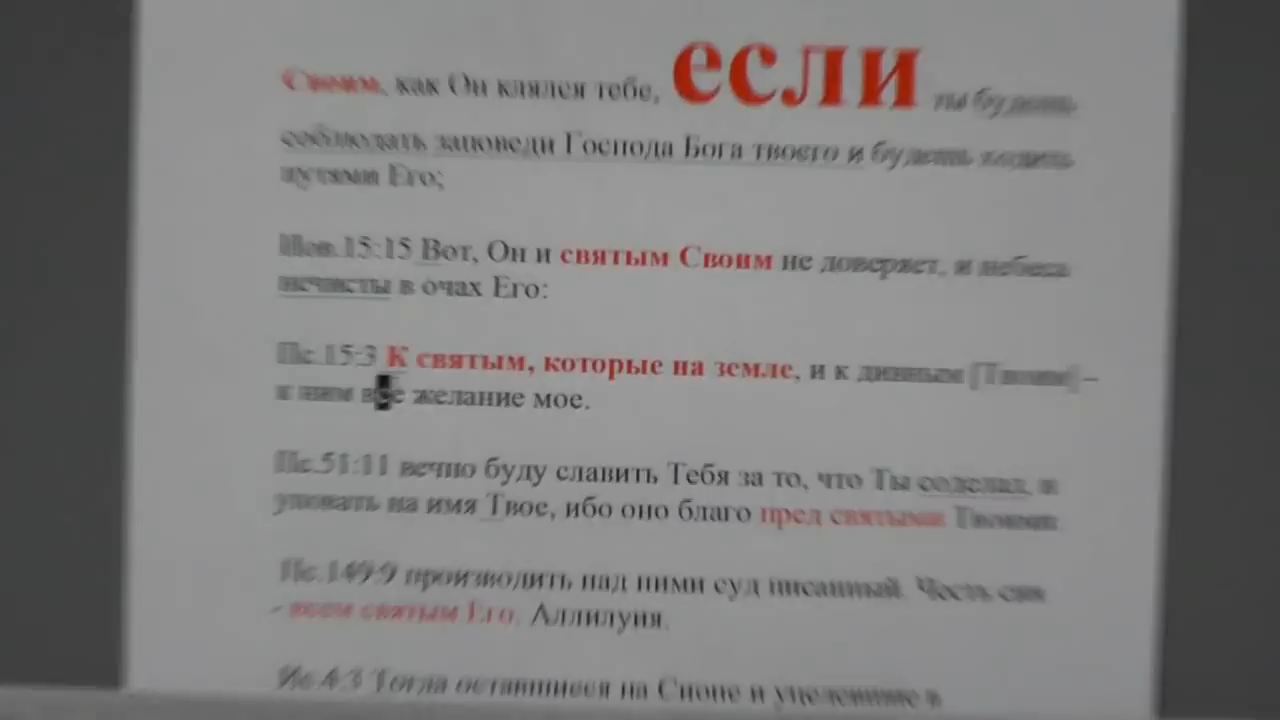 Своим, как Он клялся тебе, если ты будешь
соблюдать заповеди Господа Бога твоего и будешь ходить
путями Его;
Иов.15:15 Вот, Он и святым Своим не доверяет, и небеса
нечисты в очах Его:
Пс.15:3 К святым, которые на земле, и к дивным [Твоим] –
к ним все желание мое.
Пс.51:11 вечно буду славить Тебя за то, что Ты соделал, и
уповать на имя Твое, ибо оно благо пред святыми Твоими.
Пс.149:9 производить над ними суд писанный. Честь сия
- всем святым Его. Аллилуия.
Ис.4:3 Тогда оставшиеся на Сионе и уцелевшие в